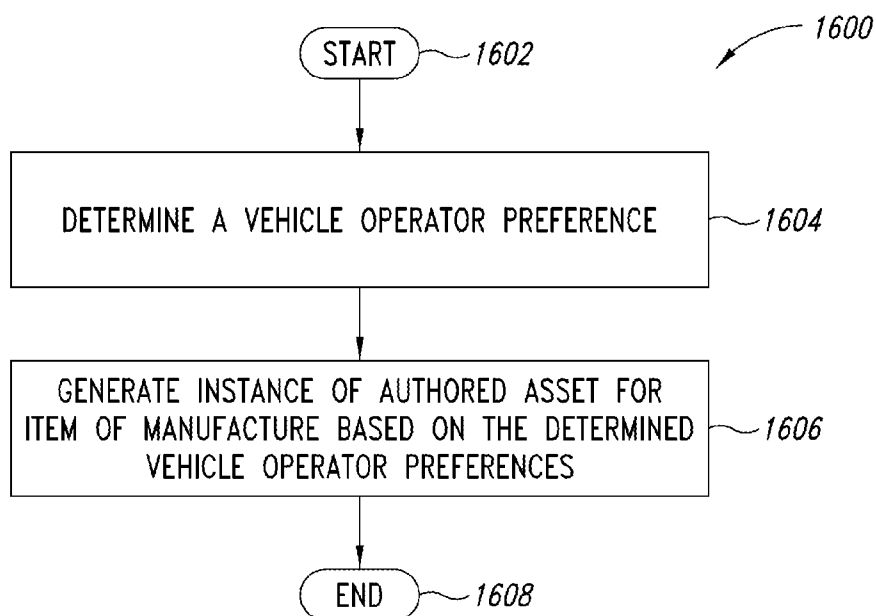 1600
START 1602
DETERMINE A VEHICLE OPERATOR PREFERENCE 1604
GENERATE INSTANCE OF AUTHORED ASSET FOR
ITEM OF MANUFACTURE BASED ON THE DETERMINED 1606
VEHICLE OPERATOR PREFERENCES
END 1608